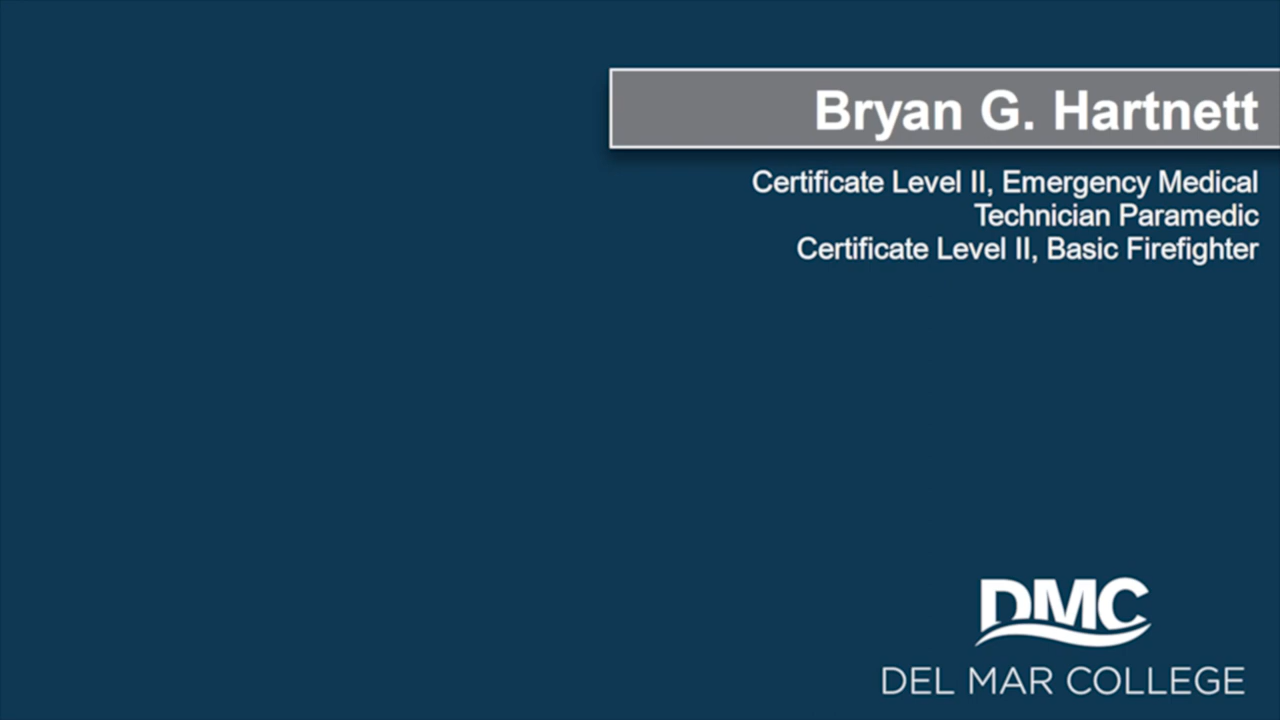 Bryan G. Hartnett
Certificate Level II, Emergency Medical
Technician Paramedic
Certificate Level II, Basic Firefighter
DMC
DEL MAR COLLEGE